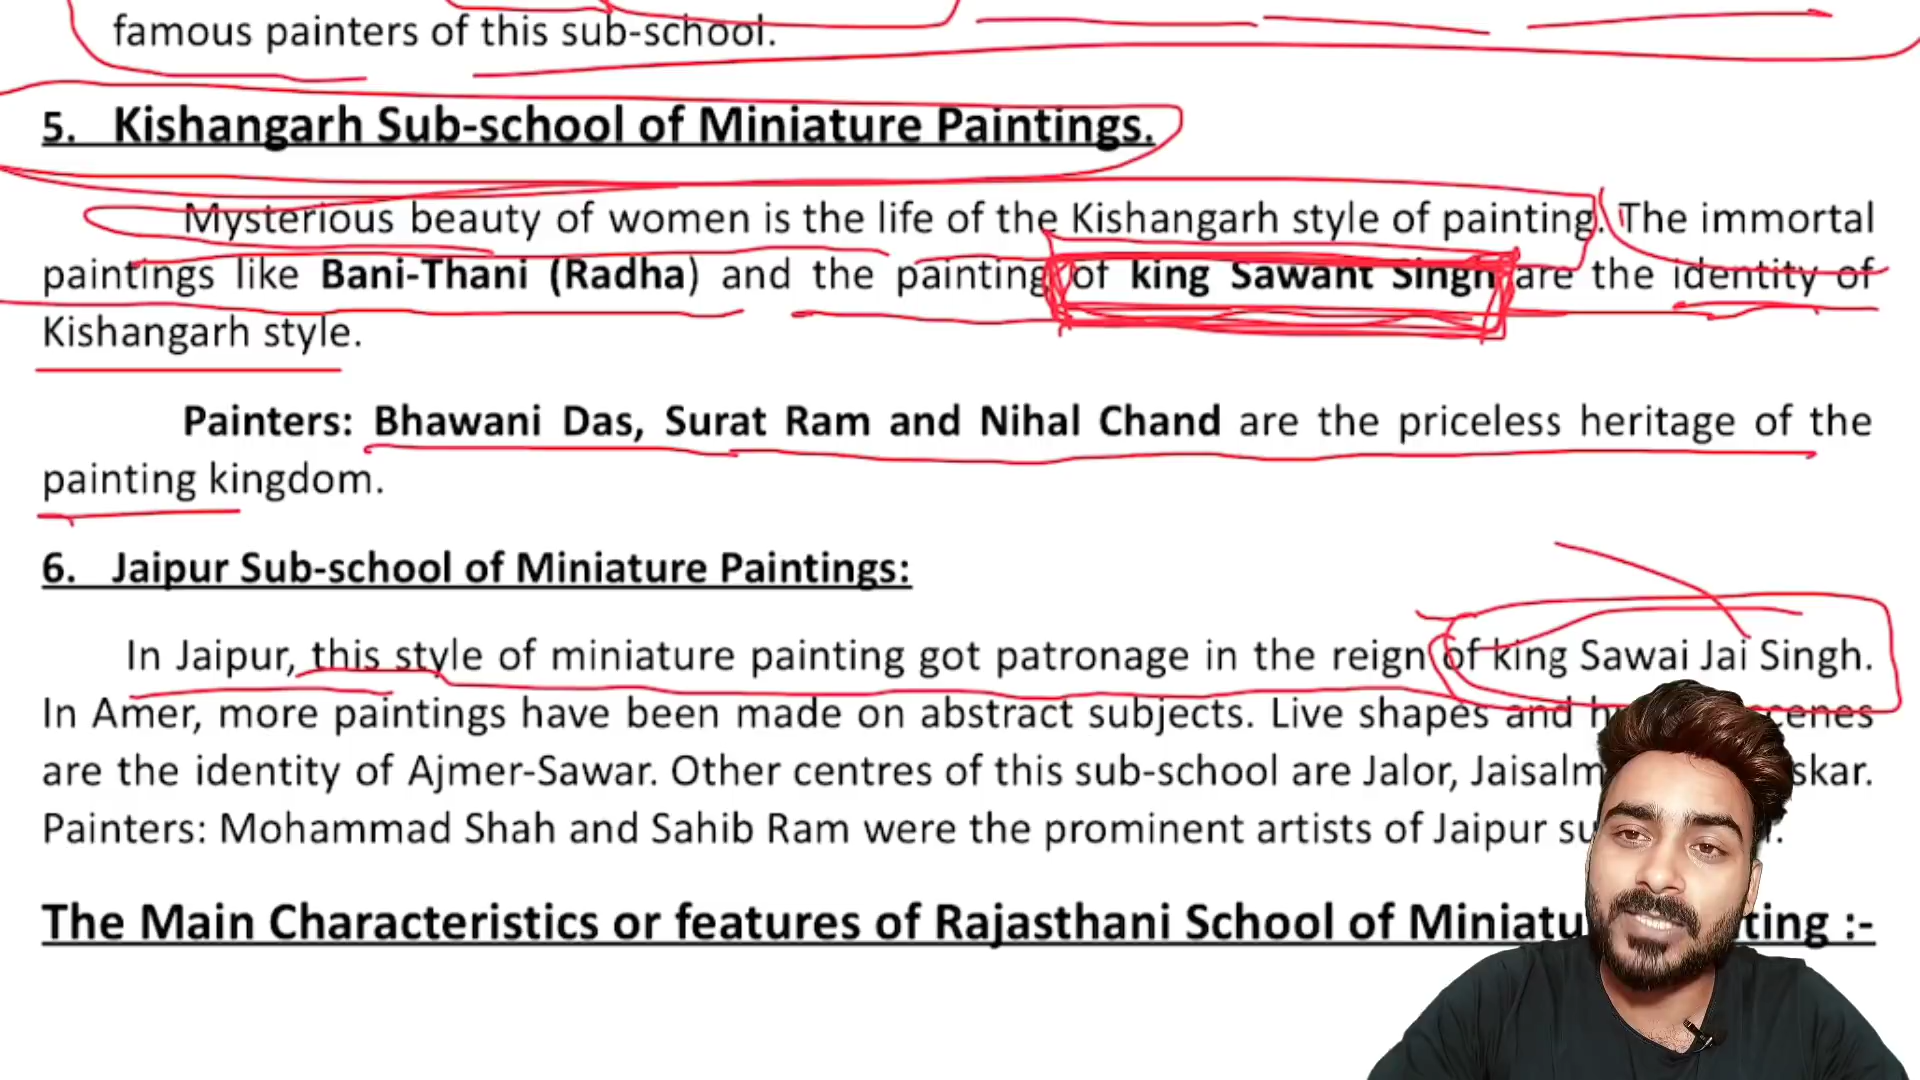 famous painters of this sub-school.
5. Kishangarh Sub-school of Miniature Paintings.
Mysterious beauty of women is the life of the Kishangarh style of painting. The immortal
paintings like Bani-Thani (Radha) and the painting of king Sawant Singh are the identity of
Kishangarh style.
Painters: Bhawani Das, Surat Ram and Nihal Chand are the priceless heritage of the
painting kingdom.
6. Jaipur Sub-school of Miniature Paintings:
In Jaipur, this style of miniature painting got patronage in the reign of king Sawai Jai Singh.
In Amer, more paintings have been made on abstract subjects. Live shapes and
are the identity of Ajmer-Sawar. Other centres of this sub-school are Jalor,
Painters: Mohammad Shah and Sahib Ram were the prominent artists of Jaipur
The Main Characteristics or features of Rajasthani School of :-